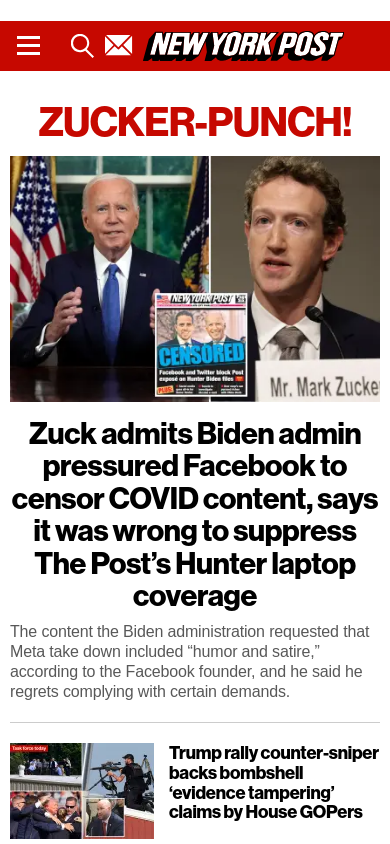 NEW YORK POST
ZUCKER-PUNCH!
NEW YORK POST
CENSORED
Facebook and Twitter block Post
exposé on Hunter Biden files
PLUS
Mr. Mark Zucke
Zuck admits Biden admin
pressured Facebook to
censor COVID content, says
it was wrong to suppress
The Post’s Hunter laptop
coverage
The content the Biden administration requested that
Meta take down included “humor and satire,”
according to the Facebook founder, and he said he
regrets complying with certain demands.
Task force today
Trump rally counter-sniper
backs bombshell
‘evidence tampering’
claims by House GOPers